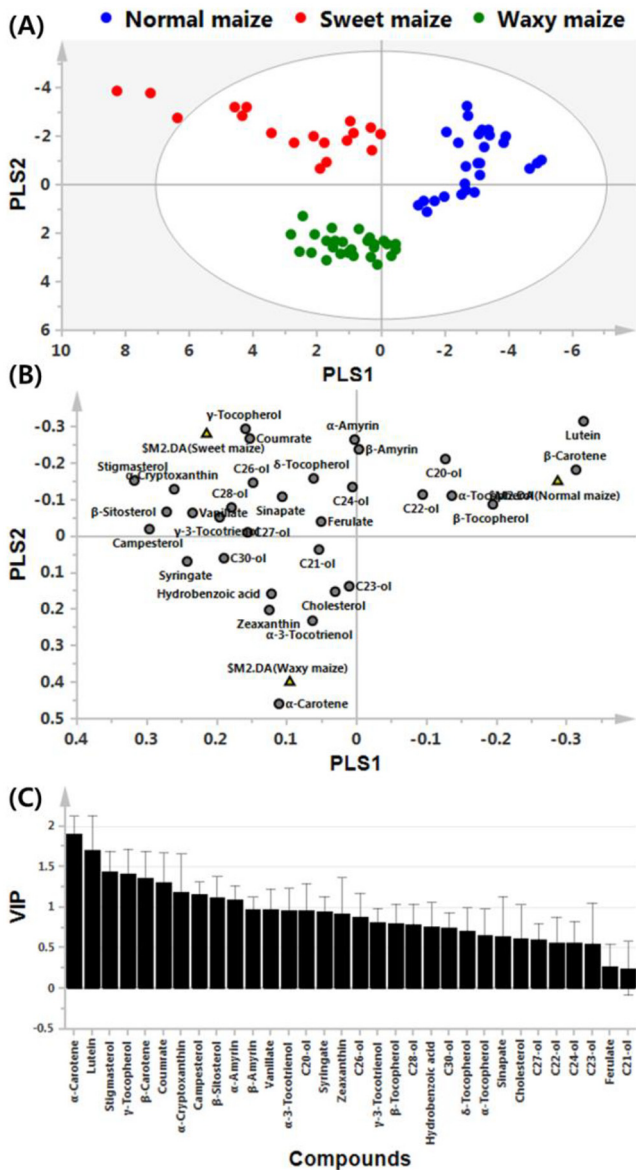 (A)
Normal maize Sweet maize Waxy maize
-4
-2
0
2
4
6
PLS2
10 8 6 4 2 0 -2 -4 -6
PLS1
(B)
-0.3
-0.2
-0.1
0
0.1
0.2
0.3
0.4
0.5
PLS2
γ-Tocopherol
$M2.DA(Sweet maize)
Coumrate
α-Amyrin
β-Amyrin
Lutein
β-Carotene
Stigmasterol
α-Cryptoxanthin
C26-ol
δ-Tocopherol
C20-ol
C28-ol
C24-ol
C22-ol
α-Tocopherol
$M2.DA(Normal maize)
β-Tocopherol
β-Sitosterol
Vanillate
Sinapate
Ferulate
Campesterol
γ-3-Tocotrienol
C27-ol
Syringate
C30-ol
C21-ol
C23-ol
Hydrobenzoic acid
Cholesterol
Zeaxanthin
α-3-Tocotrienol
$M2.DA(Waxy maize)
α-Carotene
0.4 0.3 0.2 0.1 0 -0.1 -0.2 -0.3
PLS1
(C)
2
1.5
1
0.5
0
-0.5
VIP
α-Carotene
Lutein
Stigmasterol
γ-Tocopherol
β-Carotene
Coumrate
α-Cryptoxanthin
Campesterol
β-Sitosterol
α-Amyrin
β-Amyrin
Vanillate
α-3-Tocotrienol
C20-ol
Syringate
Zeaxanthin
C26-ol
γ-3-Tocotrienol
β-Tocopherol
C28-ol
Hydrobenzoic acid
C30-ol
δ-Tocopherol
α-Tocopherol
Sinapate
Cholesterol
C27-ol
C22-ol
C24-ol
C23-ol
Ferulate
C21-ol
Compounds